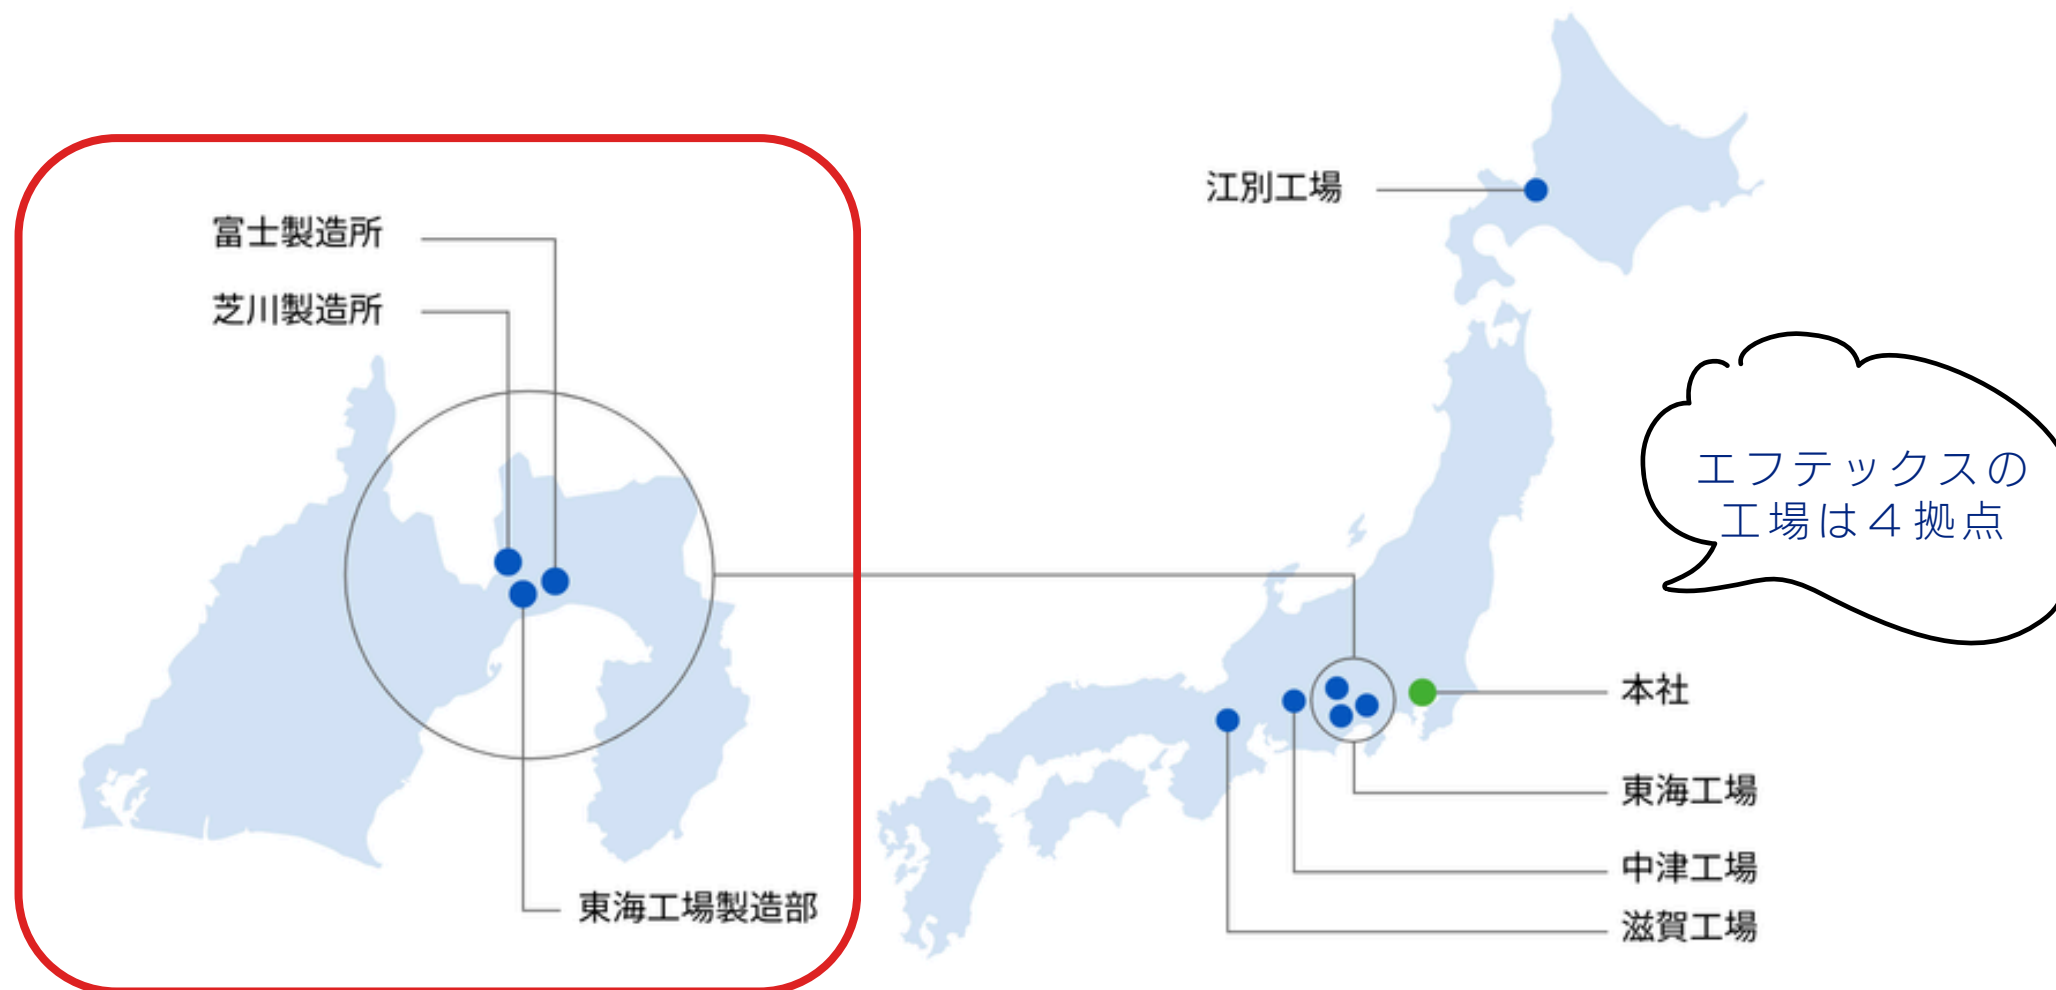 富士製造所
芝川製造所
東海工場製造部
江別工場
エフテックスの
工場は４拠点
本社
東海工場
中津工場
滋賀工場